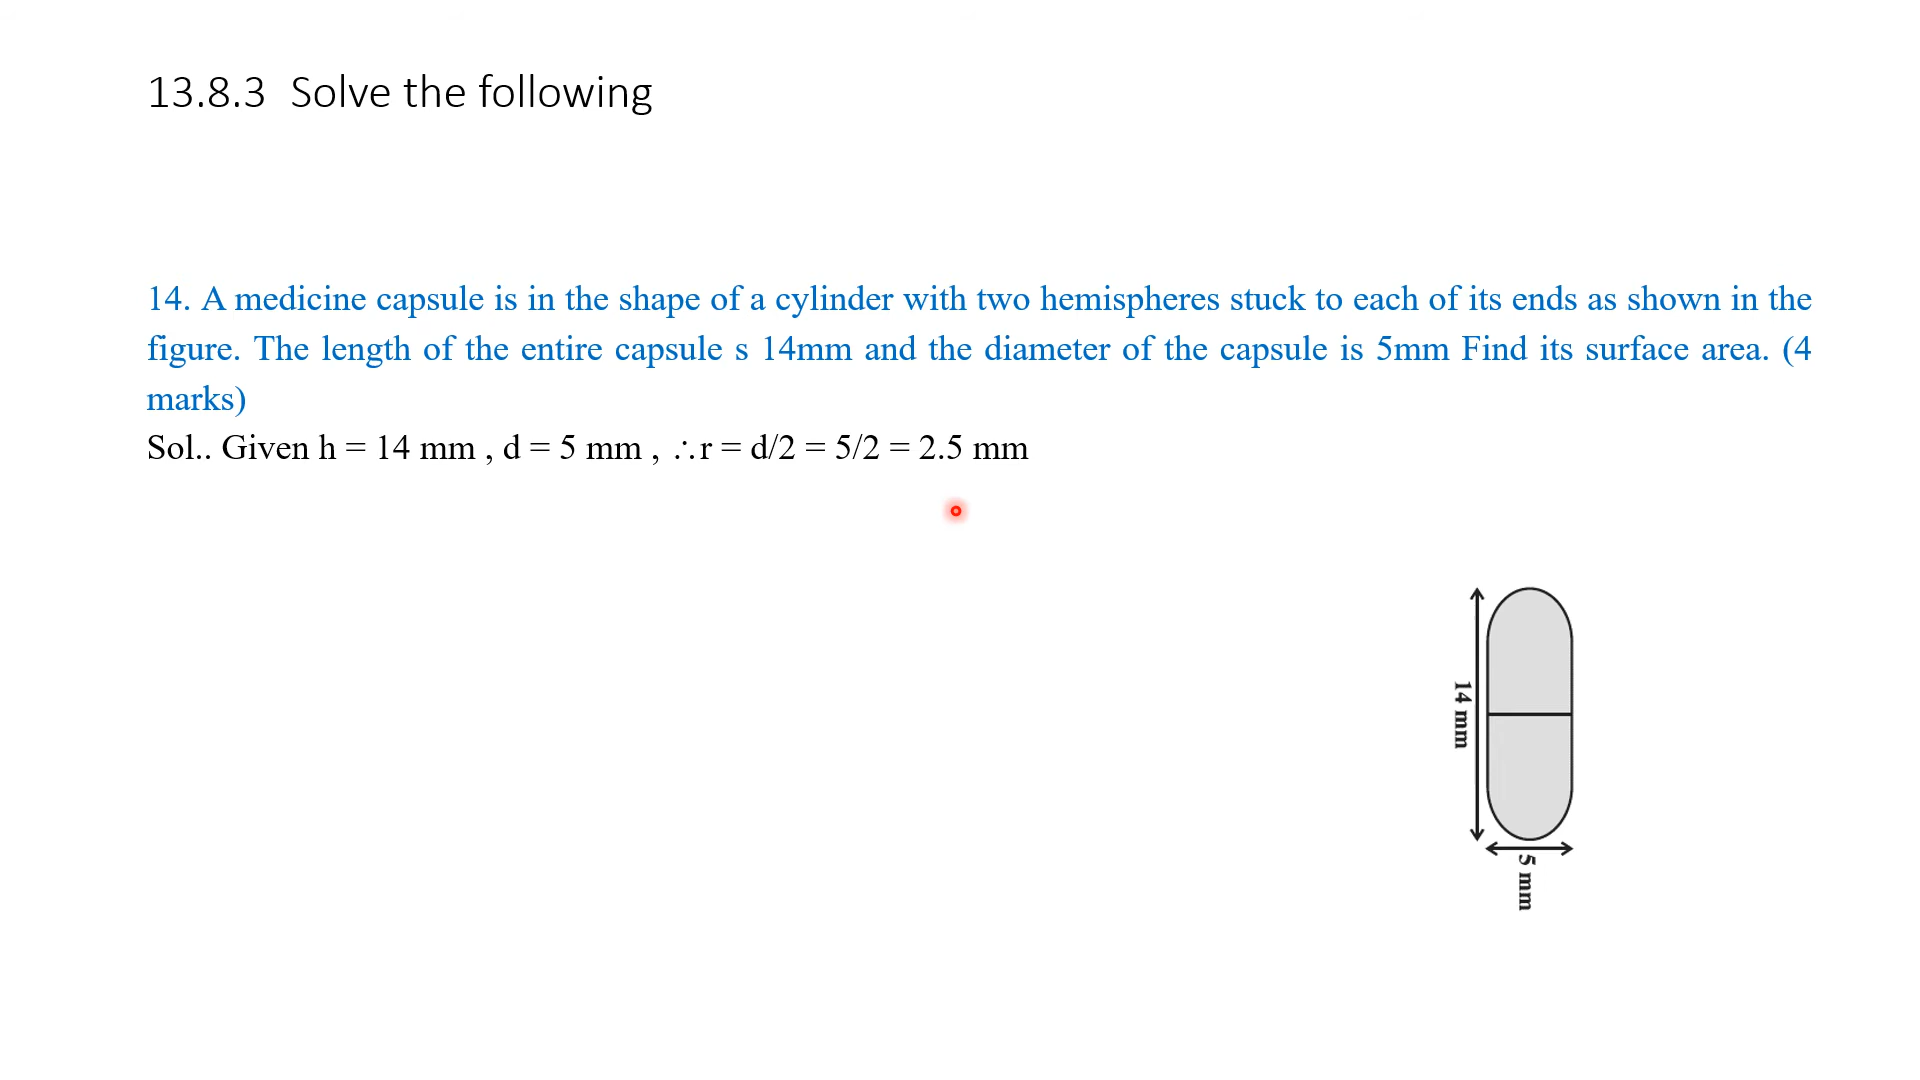 13.8.3  Solve the following
14. A medicine capsule is in the shape of a cylinder with two hemispheres stuck to each of its ends as shown in the
figure. The length of the entire capsule s 14mm and the diameter of the capsule is 5mm Find its surface area. (4
marks)
Sol.. Given h = 14 mm , d = 5 mm , ∴r = d/2 = 5/2 = 2.5 mm
14 mm
5 mm